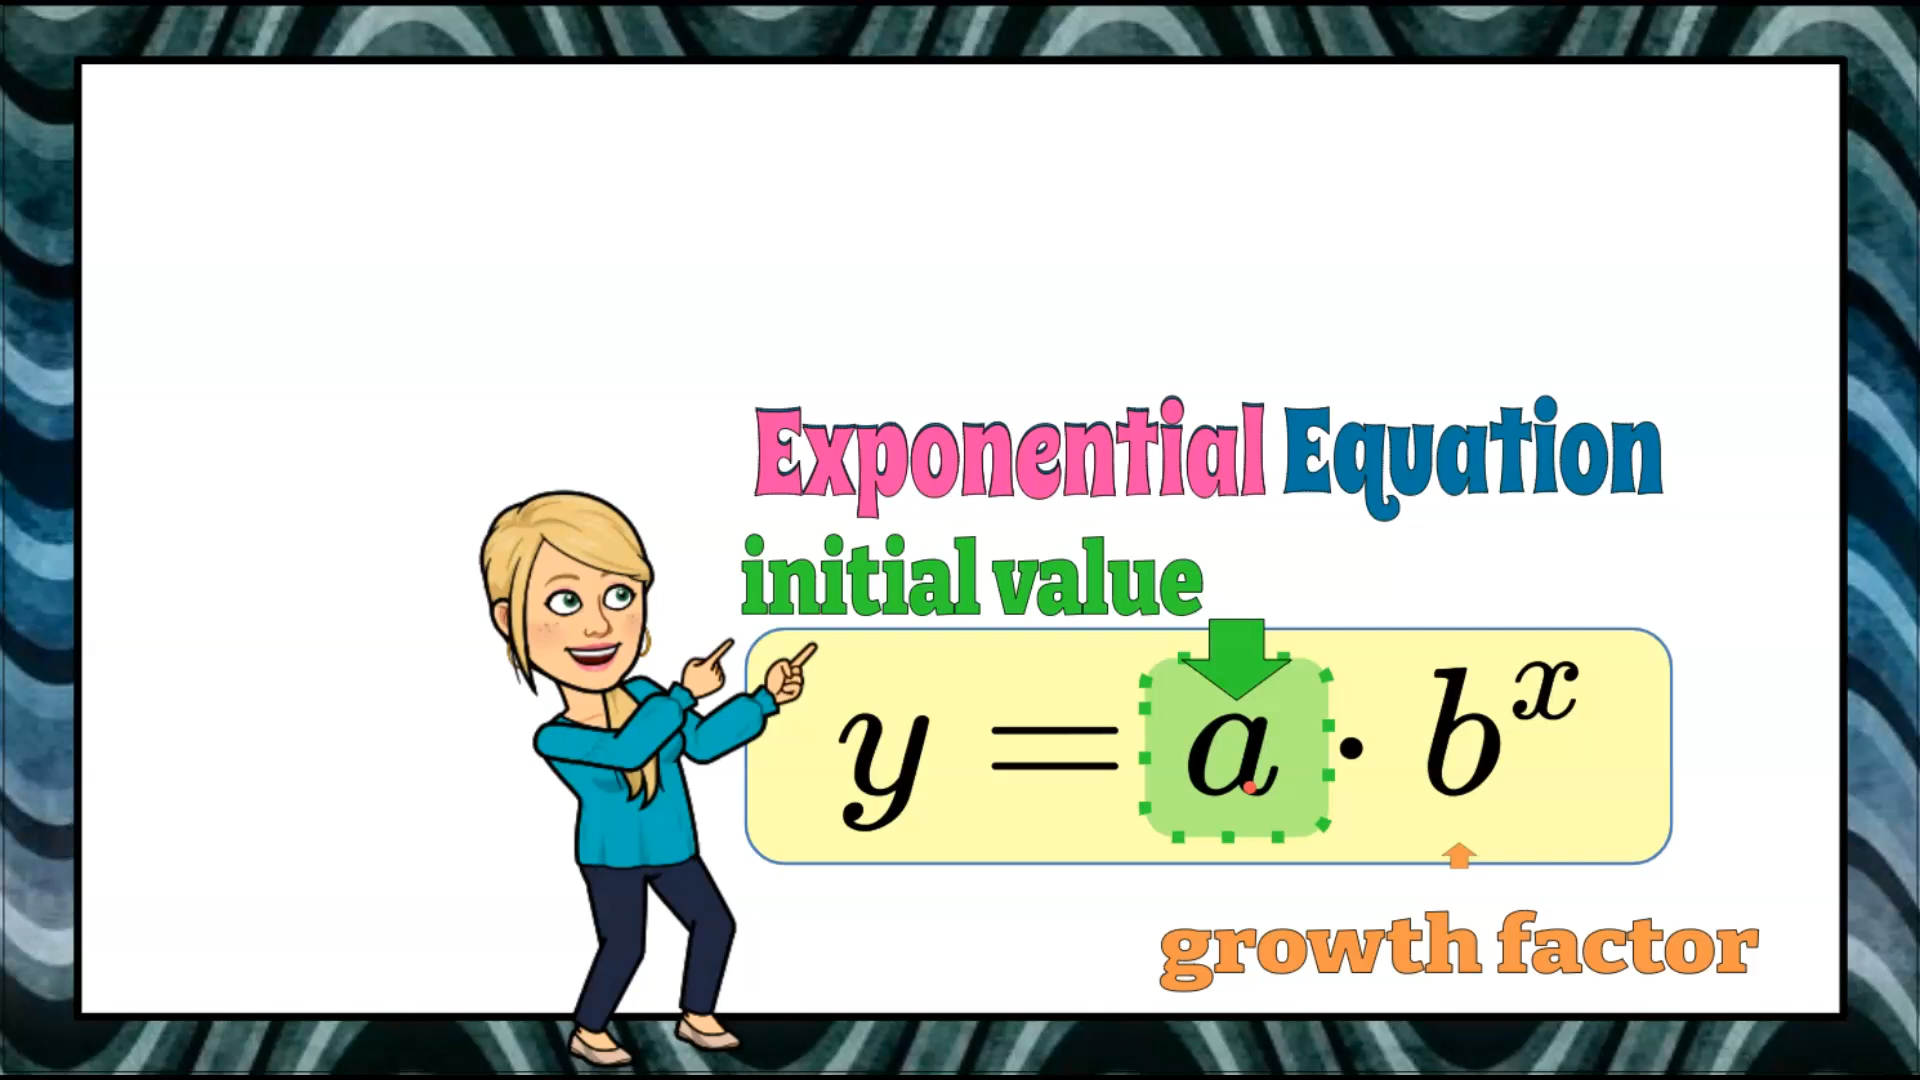 Exponential Equation
initial value
y = a · b^x
growth factor